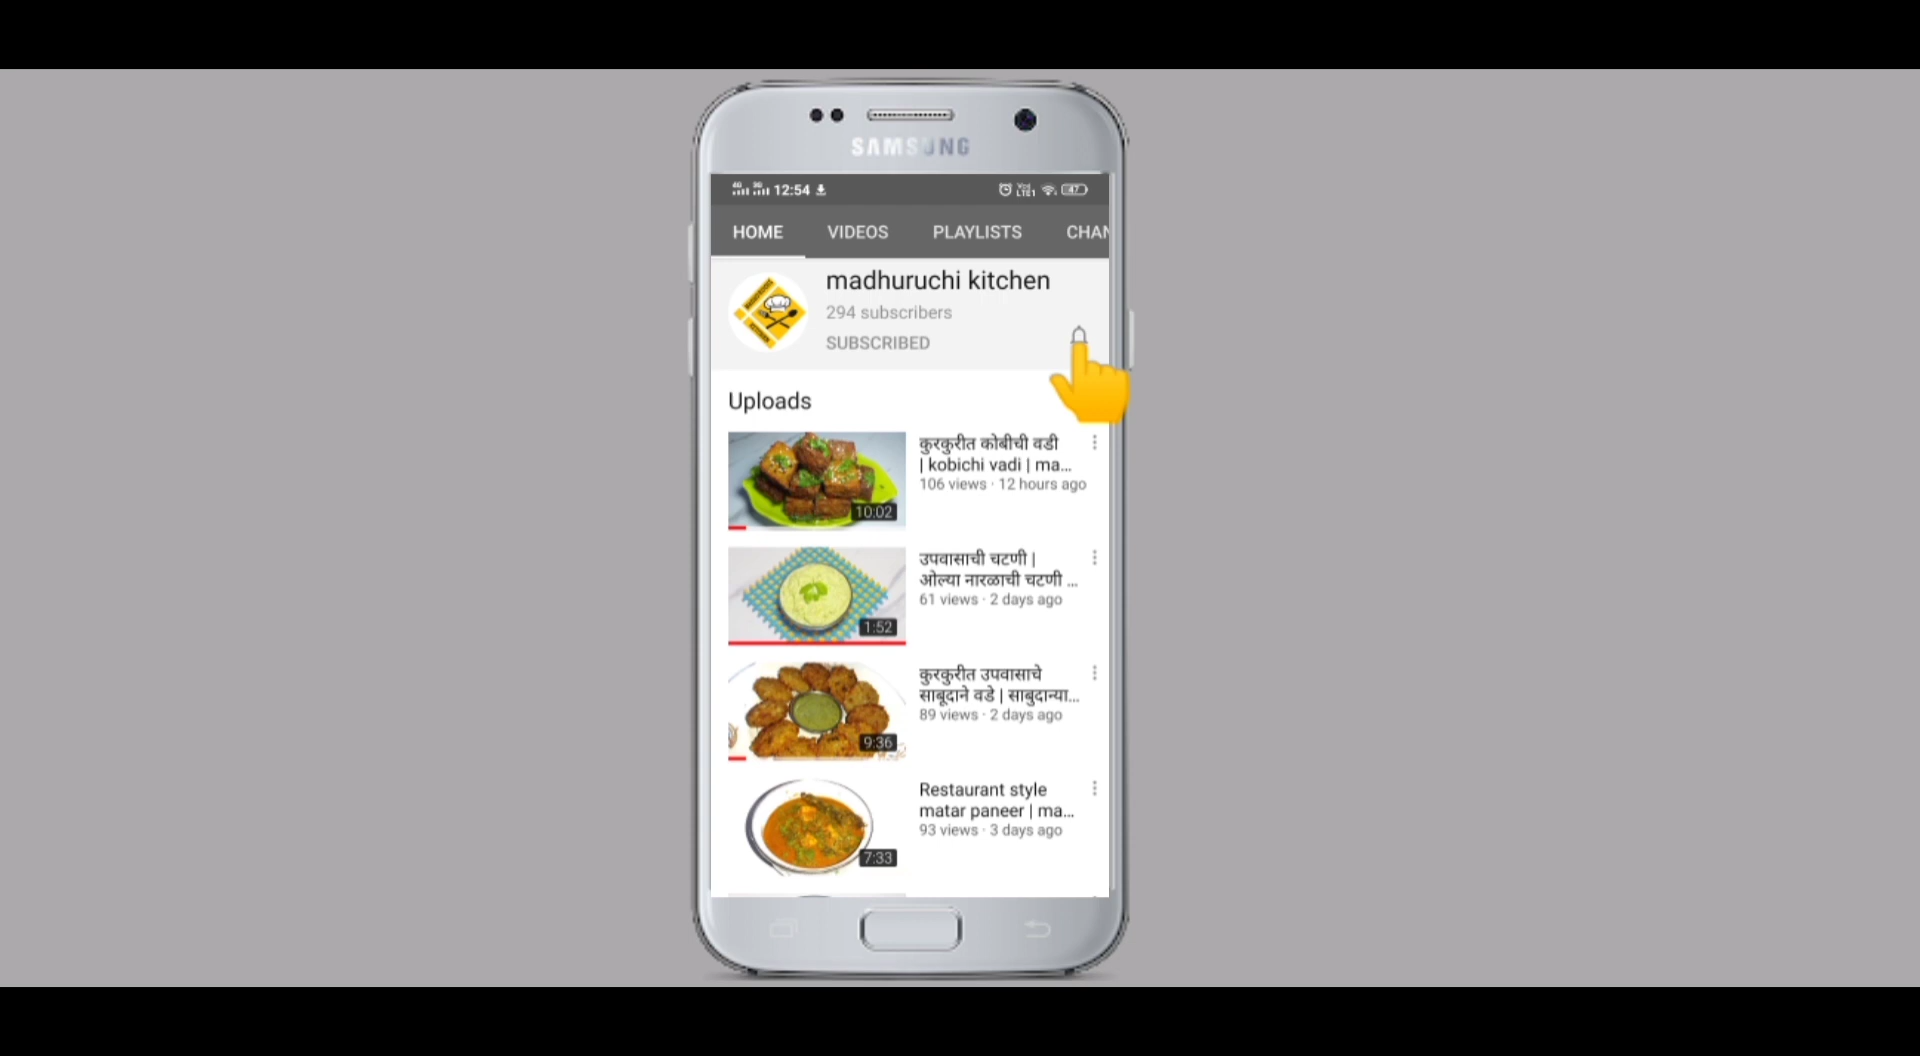 SAMSUNG
12:54
47
HOME VIDEOS PLAYLISTS CHAN
madhuruchi kitchen
294 subscribers
SUBSCRIBED
Uploads
कुरकुरीत कोबीची वडी
| kobichi vadi | ma...
106 views · 12 hours ago
10:02
उपवासाची चटणी |
ओल्या नारळाची चटणी ...
61 views · 2 days ago
1:52
कुरकुरीत उपवासाचे
साबूदाने वडे | साबुदान्या...
89 views · 2 days ago
9:36
Restaurant style
matar paneer | ma...
93 views · 3 days ago
7:33